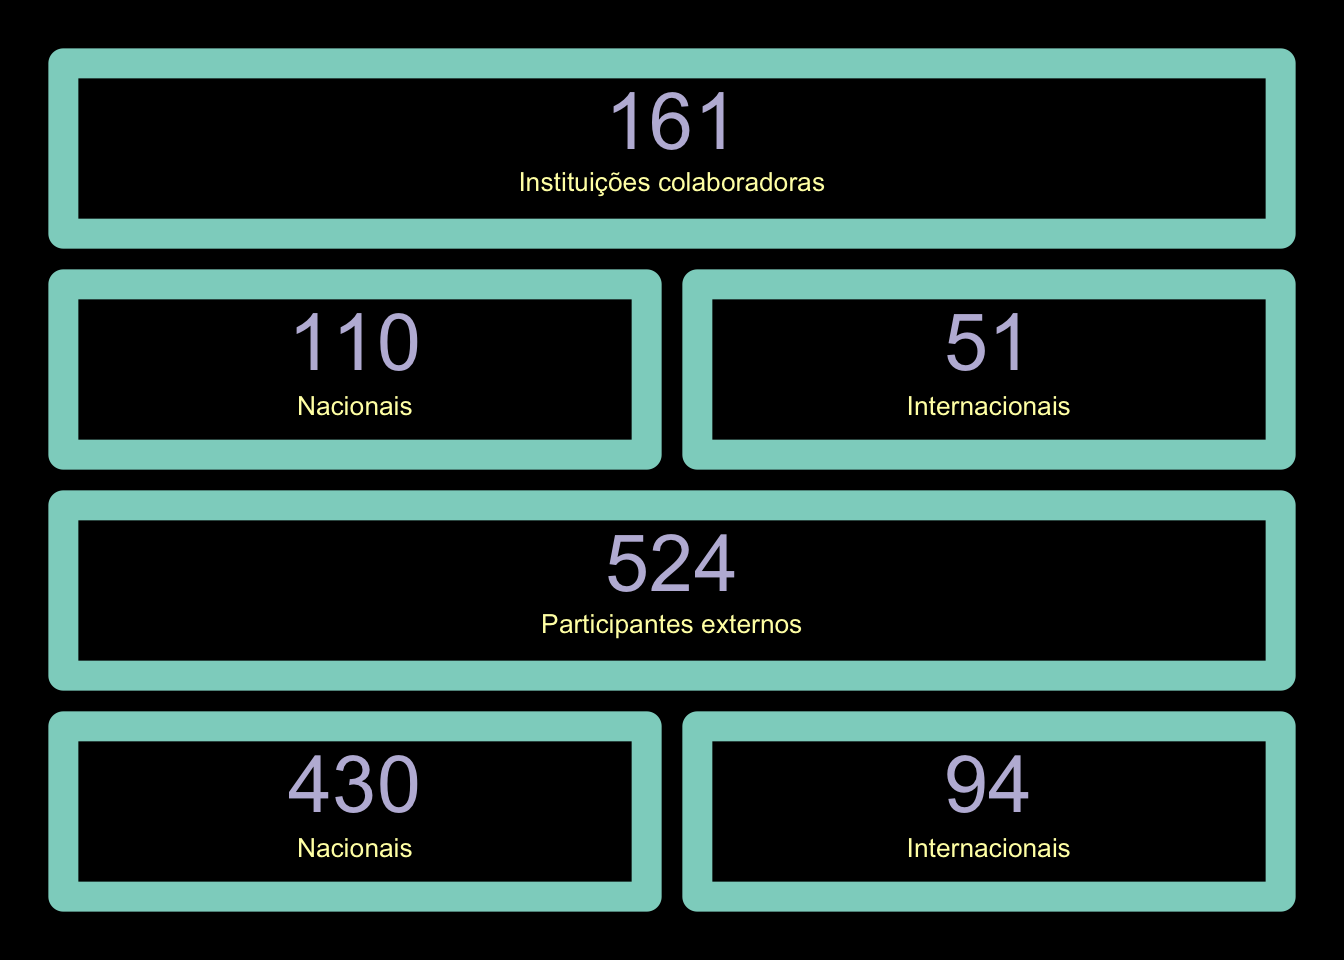 161
Instituições colaboradoras
110
Nacionais
51
Internacionais
524
Participantes externos
430
Nacionais
94
Internacionais